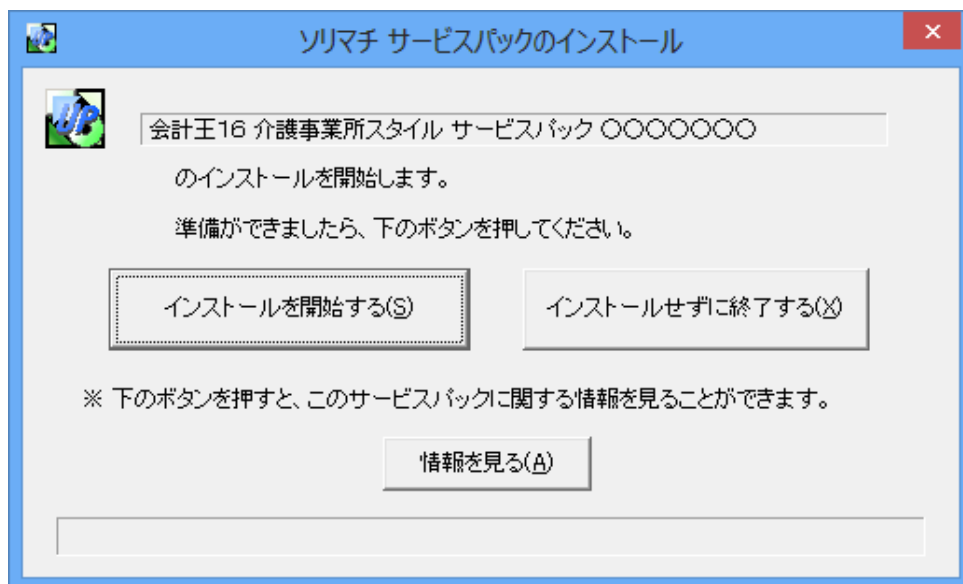 ソリマチ サービスパックのインストール
UP
会計王16 介護事業所スタイル サービスパック 〇〇〇〇〇〇〇
のインストールを開始します。
準備ができましたら、下のボタンを押してください。
インストールを開始する(S) インストールせずに終了する(X)
※ 下のボタンを押すと、このサービスパックに関する情報を見ることができます。
情報を見る(A)